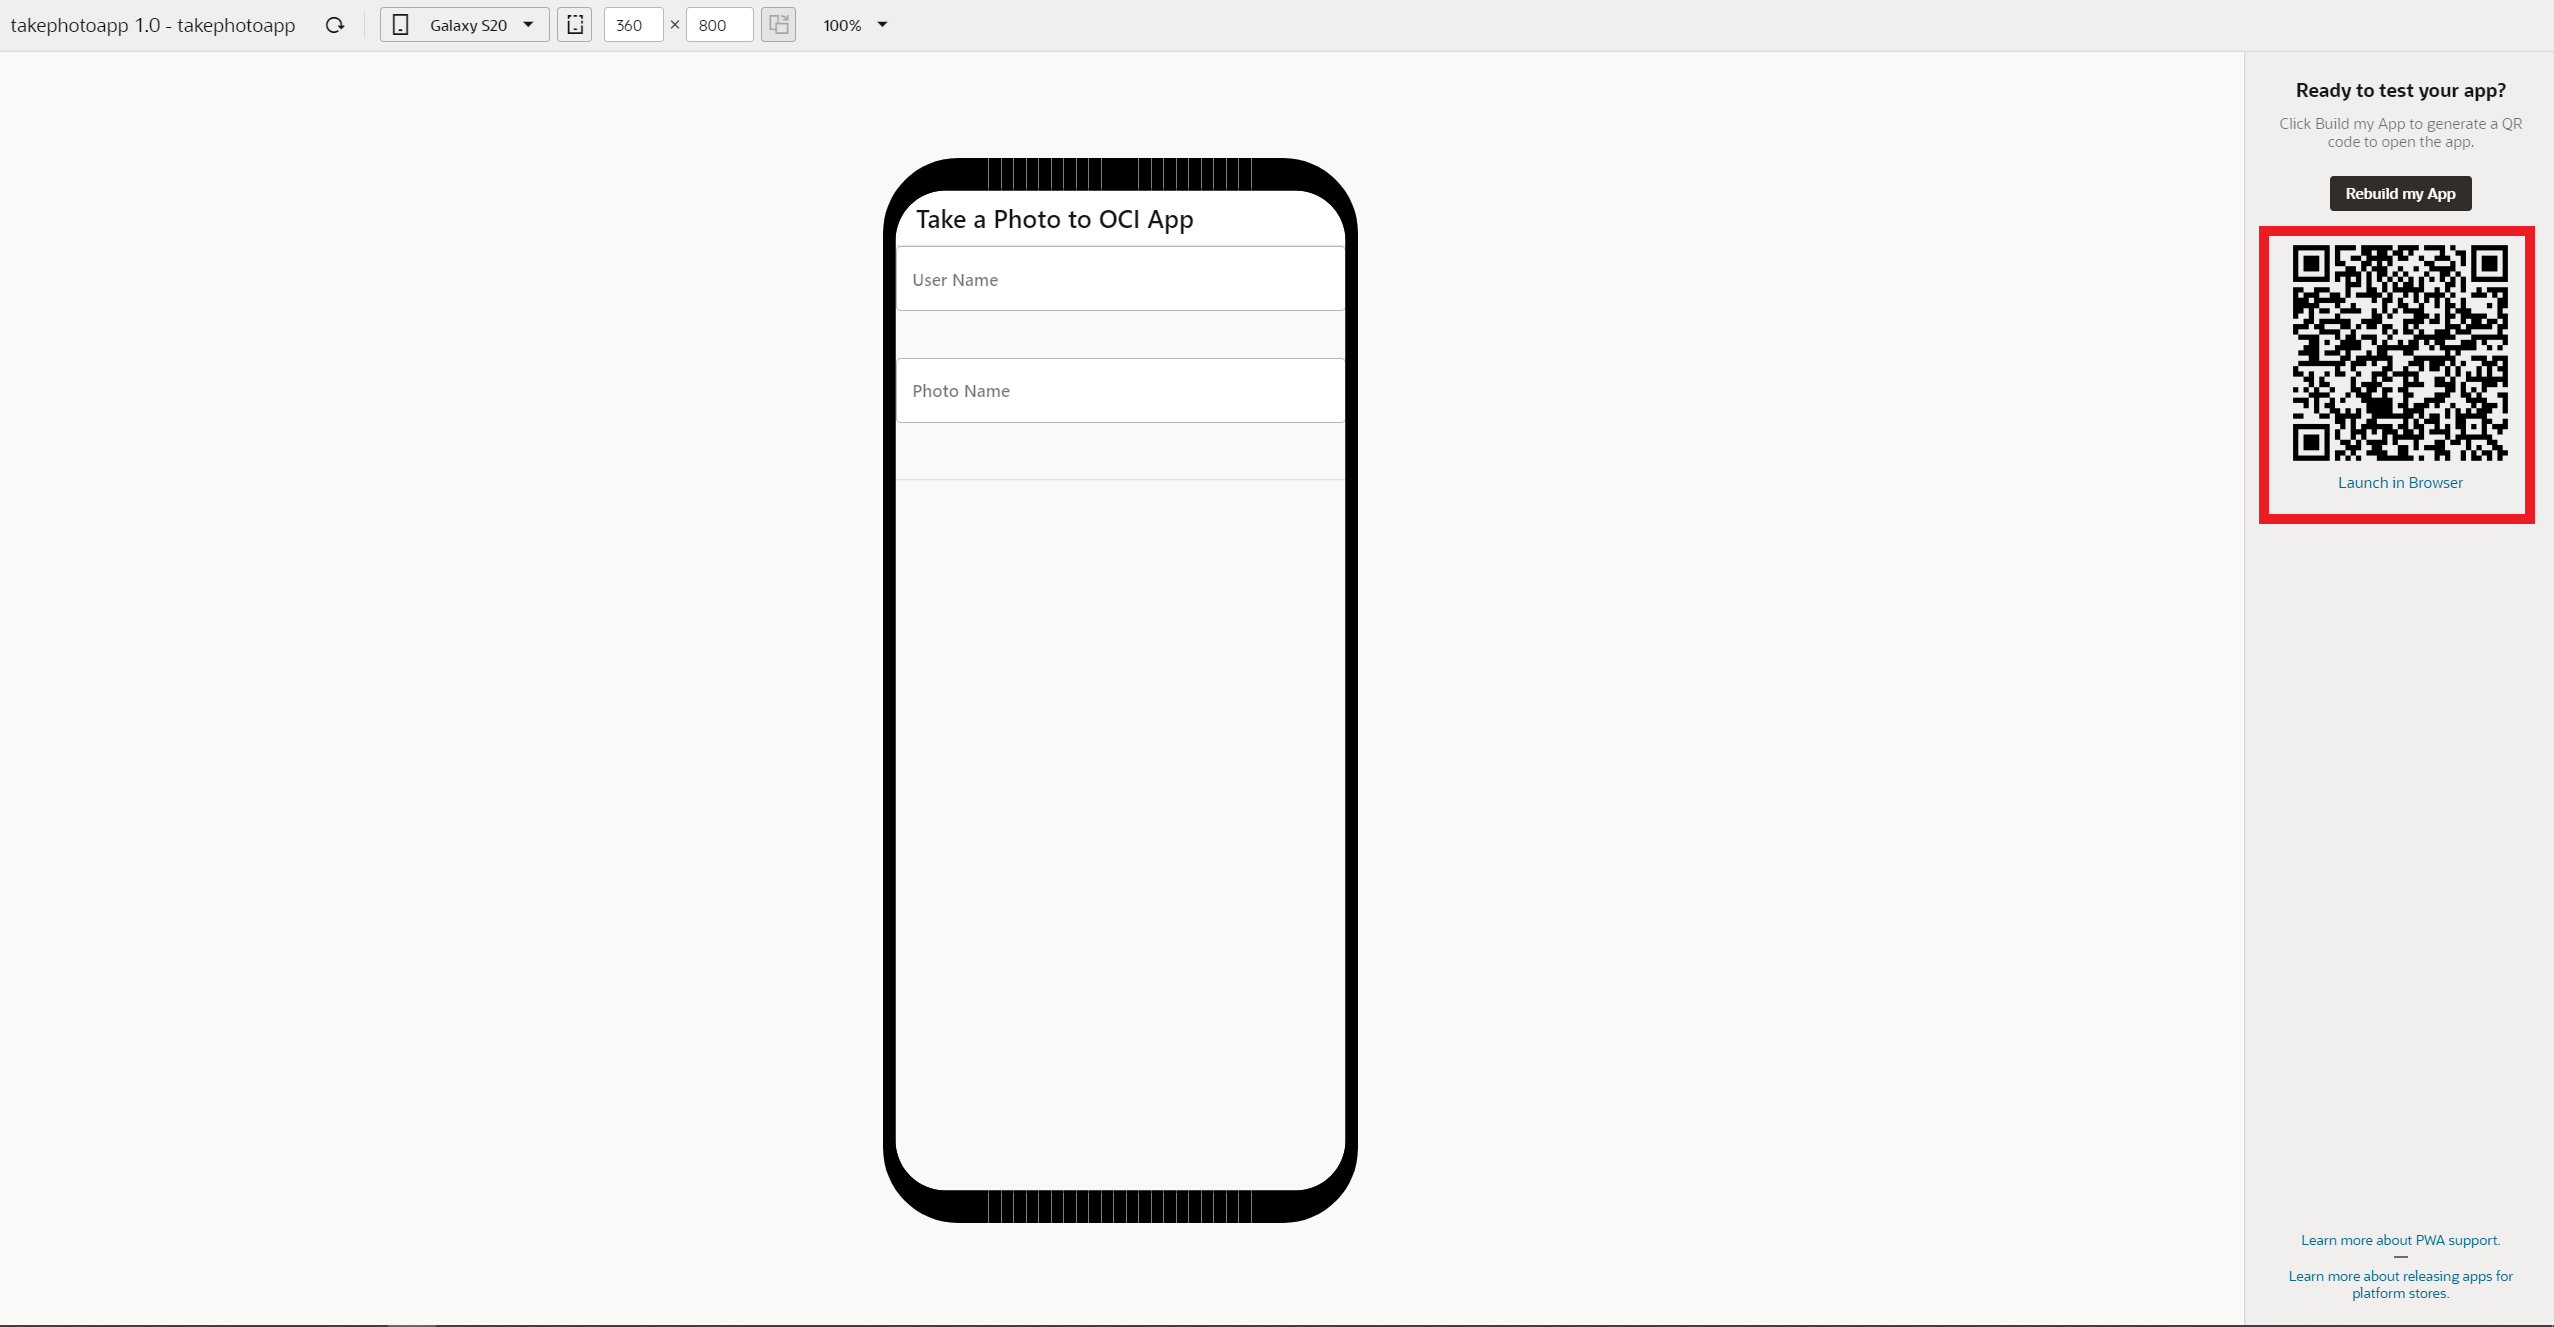 takephotoapp 1.0 - takephotoapp
Galaxy S20
360 × 800
100%
Ready to test your app?
Click Build my App to generate a QR
code to open the app.
Rebuild my App
Launch in Browser
Take a Photo to OCI App
User Name
Photo Name
Learn more about PWA support.
Learn more about releasing apps for
platform stores.